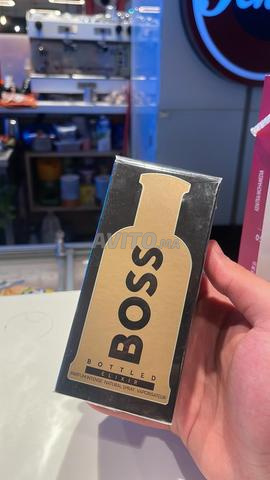 AVITO.ma
BOSS
BOTTLED
ELIXIR
PARFUM INTENSE NATURAL SPRAY VAPORISATEUR